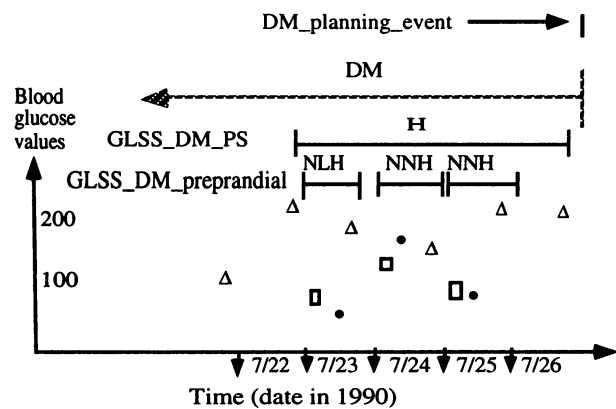 DM_planning_event
DM
Blood
glucose
values
H
GLSS_DM_PS
NLH NNH NNH
GLSS_DM_preprandial
200
100
7/22 7/23 7/24 7/25 7/26
Time (date in 1990)